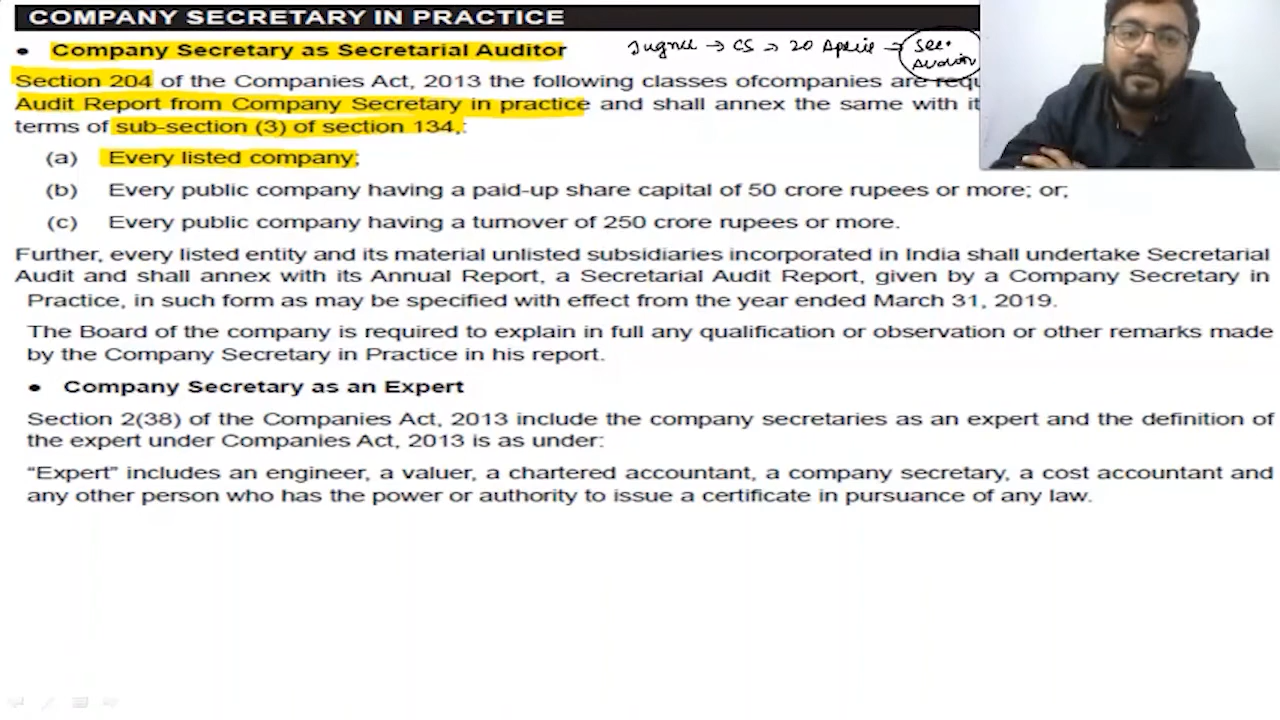 COMPANY SECRETARY IN PRACTICE
• Company Secretary as Secretarial Auditor
→ CS → 20 → Sec. Auditor
Section 204 of the Companies Act, 2013 the following classes ofcompanies are requ
Audit Report from Company Secretary in practice and shall annex the same with it
terms of sub-section (3) of section 134,:
(a) Every listed company;
(b) Every public company having a paid-up share capital of 50 crore rupees or more; or;
(c) Every public company having a turnover of 250 crore rupees or more.
Further, every listed entity and its material unlisted subsidiaries incorporated in India shall undertake Secretarial
Audit and shall annex with its Annual Report, a Secretarial Audit Report, given by a Company Secretary in
Practice, in such form as may be specified with effect from the year ended March 31, 2019.
The Board of the company is required to explain in full any qualification or observation or other remarks made
by the Company Secretary in Practice in his report.
• Company Secretary as an Expert
Section 2(38) of the Companies Act, 2013 include the company secretaries as an expert and the definition of
the expert under Companies Act, 2013 is as under:
“Expert” includes an engineer, a valuer, a chartered accountant, a company secretary, a cost accountant and
any other person who has the power or authority to issue a certificate in pursuance of any law.